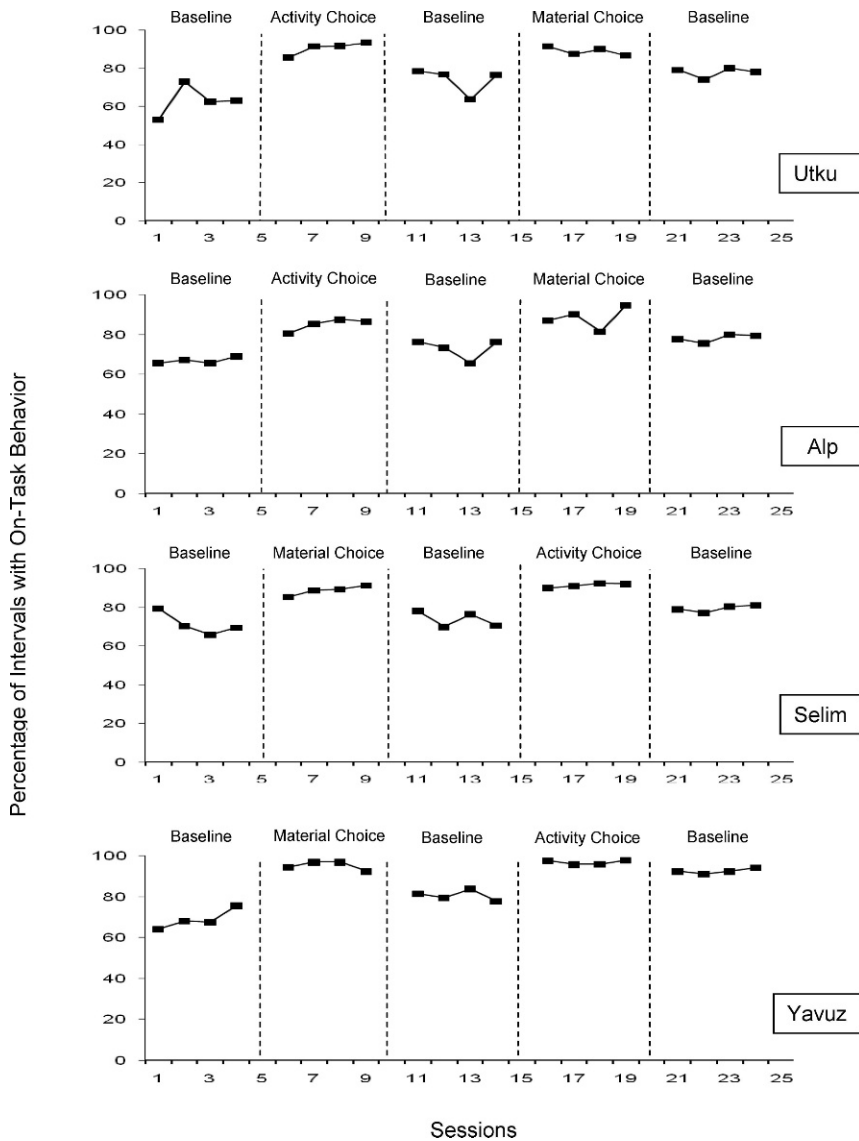 Baseline Activity Choice Baseline Material Choice Baseline
100
80
60
40
20
0
1 3 5 7 9 11 13 15 17 19 21 23 25
Utku
Baseline Activity Choice Baseline Material Choice Baseline
100
80
60
40
20
0
1 3 5 7 9 11 13 15 17 19 21 23 25
Alp
Baseline Material Choice Baseline Activity Choice Baseline
100
80
60
40
20
0
1 3 5 7 9 11 13 15 17 19 21 23 25
Selim
Baseline Material Choice Baseline Activity Choice Baseline
100
80
60
40
20
0
1 3 5 7 9 11 13 15 17 19 21 23 25
Yavuz
Percentage of Intervals with On-Task Behavior
Sessions